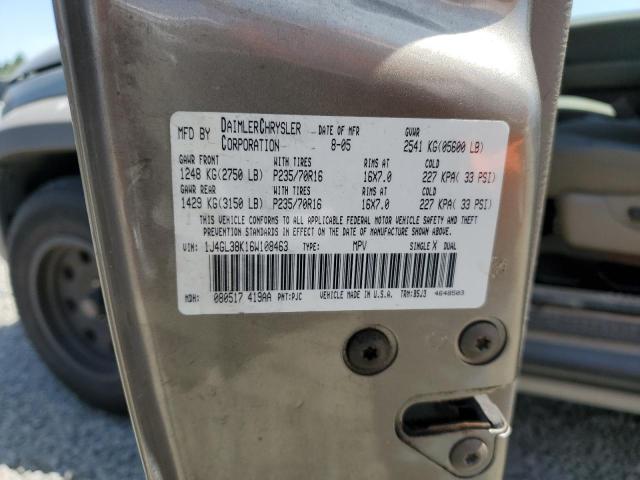 MFD BY DAIMLERCHRYSLER CORPORATION DATE OF MFR 8-05 GVWR 2541 KG(05600 LB)
GAWR FRONT WITH TIRES RIMS AT COLD
1248 KG(2750 LB) P235/70R16 16X7.0 227 KPA( 33 PSI)
GAWR REAR WITH TIRES RIMS AT COLD
1429 KG(3150 LB) P235/70R16 16X7.0 227 KPA( 33 PSI)
THIS VEHICLE CONFORMS TO ALL APPLICABLE FEDERAL MOTOR VEHICLE SAFETY AND THEFT
PREVENTION STANDARDS IN EFFECT ON THE DATE OF MANUFACTURE SHOWN ABOVE.
VIN: 1J4GL38K16W108463 TYPE: MPV SINGLE X DUAL
MDH: 080517 419AA PNT:PJC VEHICLE MADE IN U.S.A. TRM:B5J3 4648503